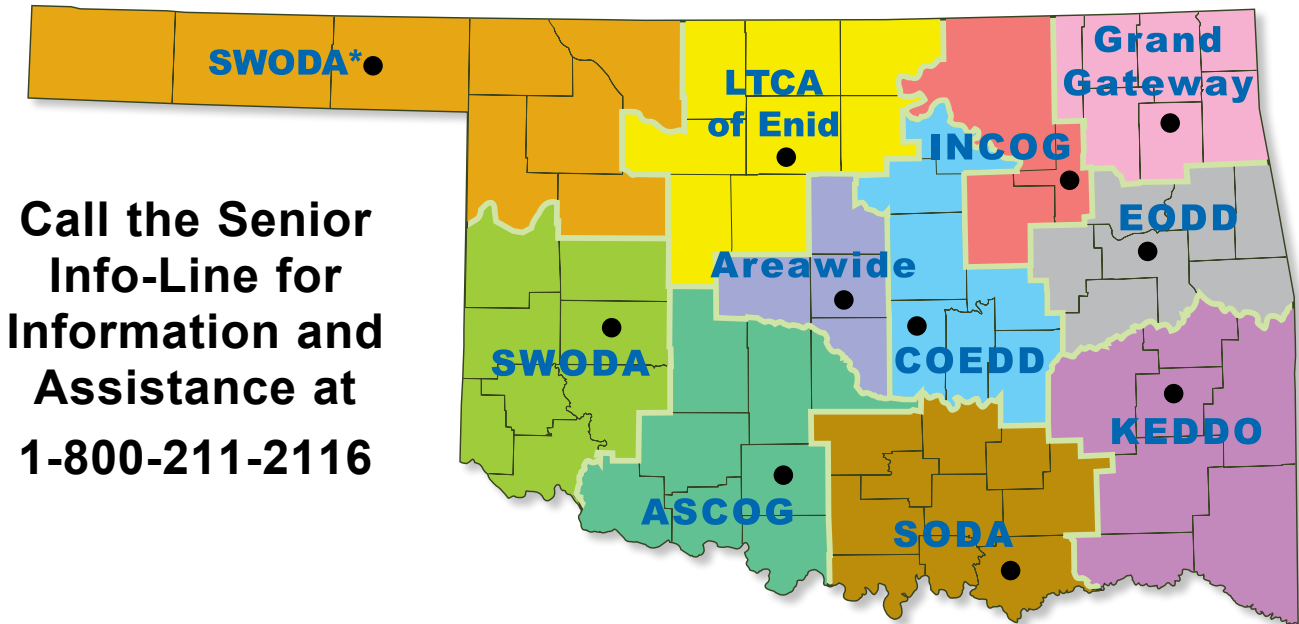 SWODA*
LTCA
of Enid
INCOG
Grand
Gateway
EODD
Areawide
COEDD
SWODA
KEDDO
ASCOG
SODA
Call the Senior
Info-Line for
Information and
Assistance at
1-800-211-2116